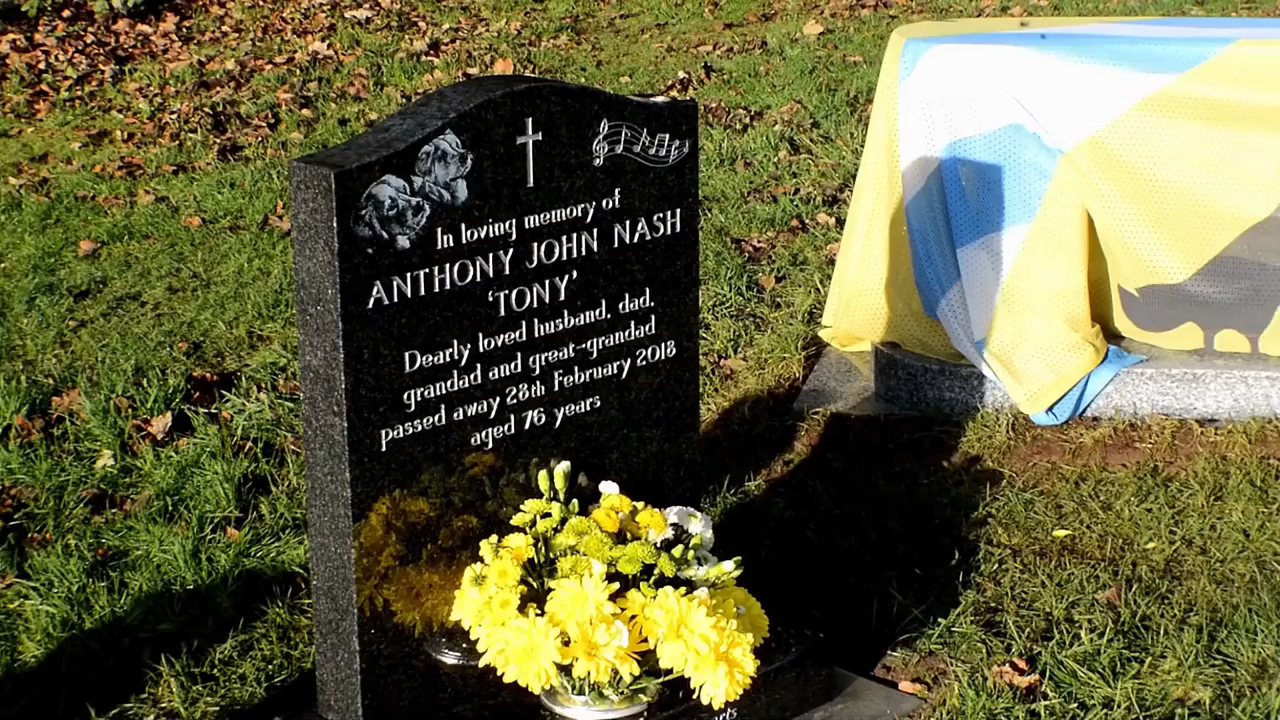 In loving memory of
ANTHONY JOHN NASH
'TONY'
Dearly loved husband, dad,
grandad and great-grandad
passed away 28th February 2018
aged 76 years